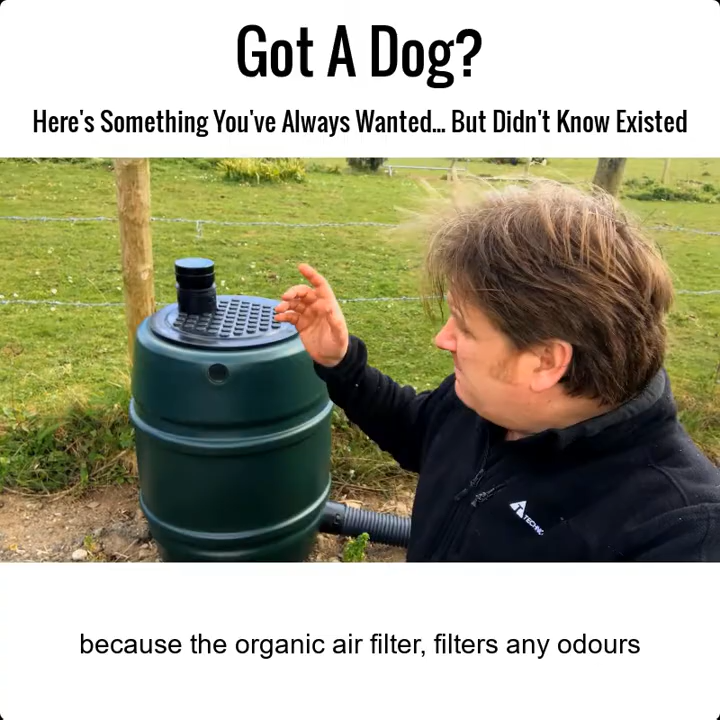 Got A Dog?
Here's Something You've Always Wanted... But Didn't Know Existed
TECHNO
because the organic air filter, filters any odours